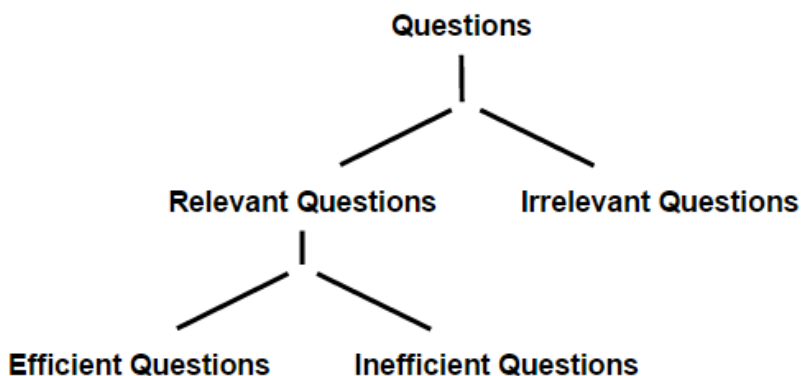 Questions
Relevant Questions
Irrelevant Questions
Efficient Questions
Inefficient Questions